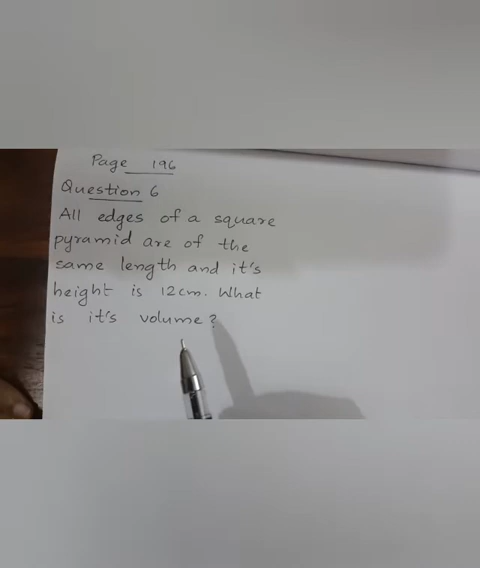 Page 196
Question 6
All edges of a square
pyramid are of the
same length and it's
height is 12cm. What
is it's volume?